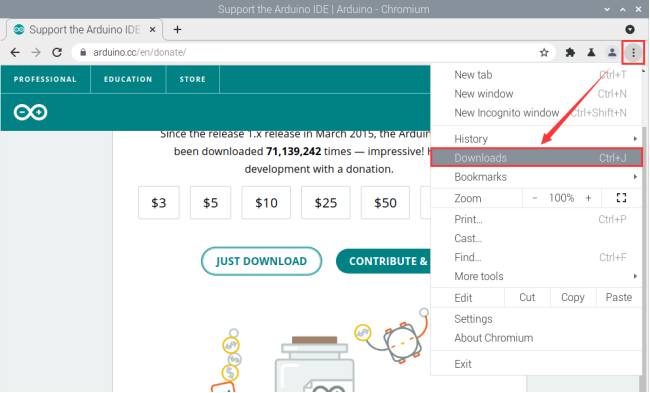 Support the Arduino IDE | Arduino - Chromium
Support the Arduino IDE
arduino.cc/en/donate/
PROFESSIONAL EDUCATION STORE
Since the release 1.x release in March 2015, the Arduin
been downloaded 71,139,242 times — impressive!
development with a donation.
$3 $5 $10 $25 $50
JUST DOWNLOAD CONTRIBUTE &
New tab Ctrl+T
New window Ctrl+N
New Incognito window Ctrl+Shift+N
History
Downloads Ctrl+J
Bookmarks
Zoom - 100% +
Print... Ctrl+P
Cast...
Find... Ctrl+F
More tools
Edit Cut Copy Paste
Settings
About Chromium
Exit